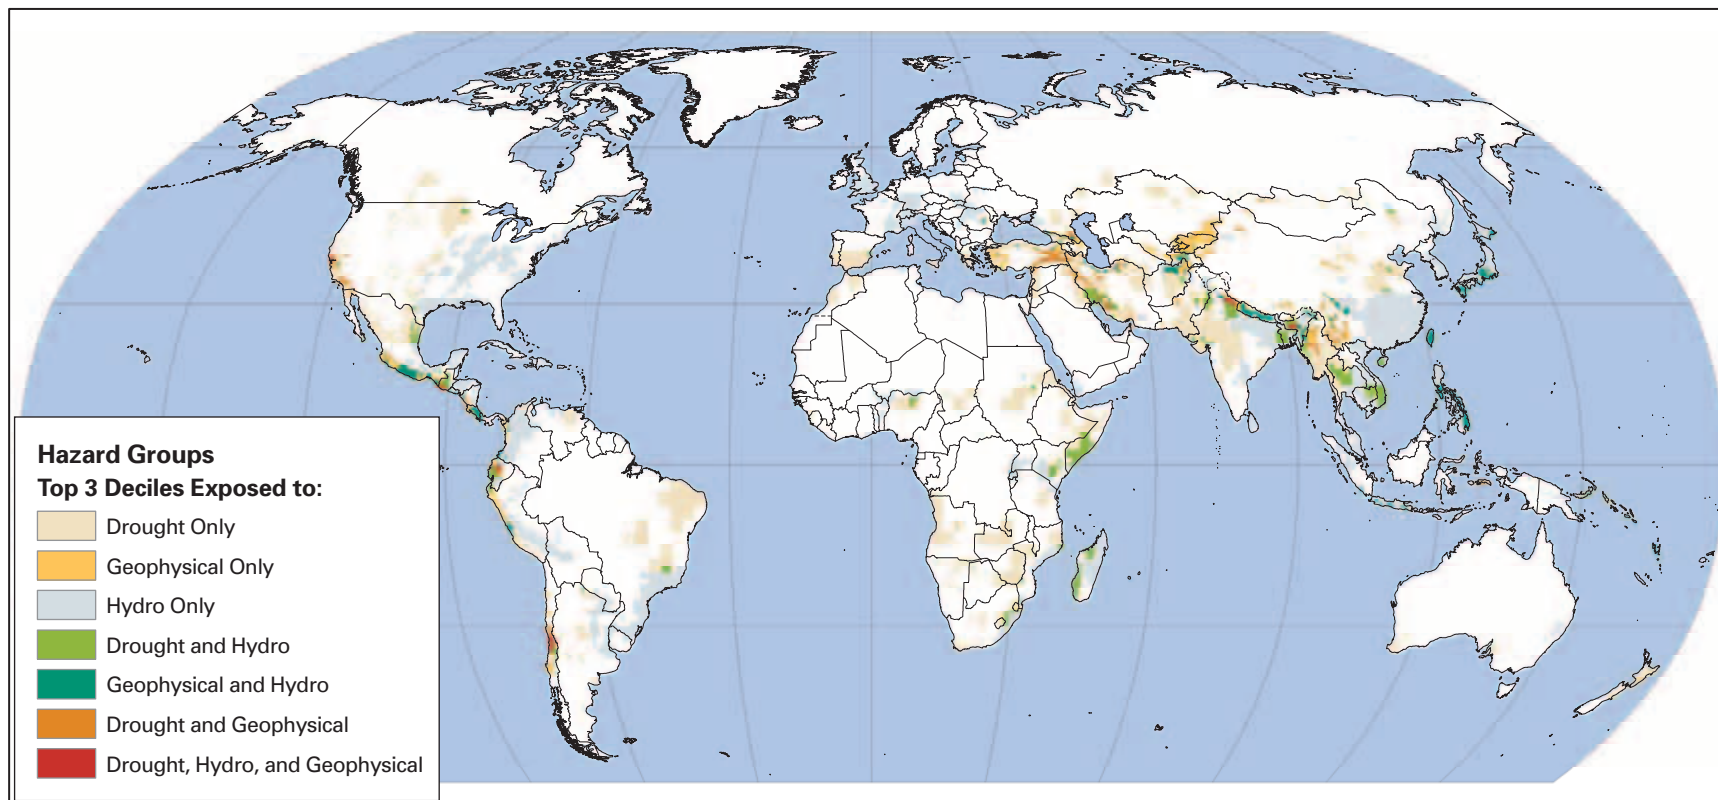 Hazard Groups
Top 3 Deciles Exposed to:
Drought Only
Geophysical Only
Hydro Only
Drought and Hydro
Geophysical and Hydro
Drought and Geophysical
Drought, Hydro, and Geophysical